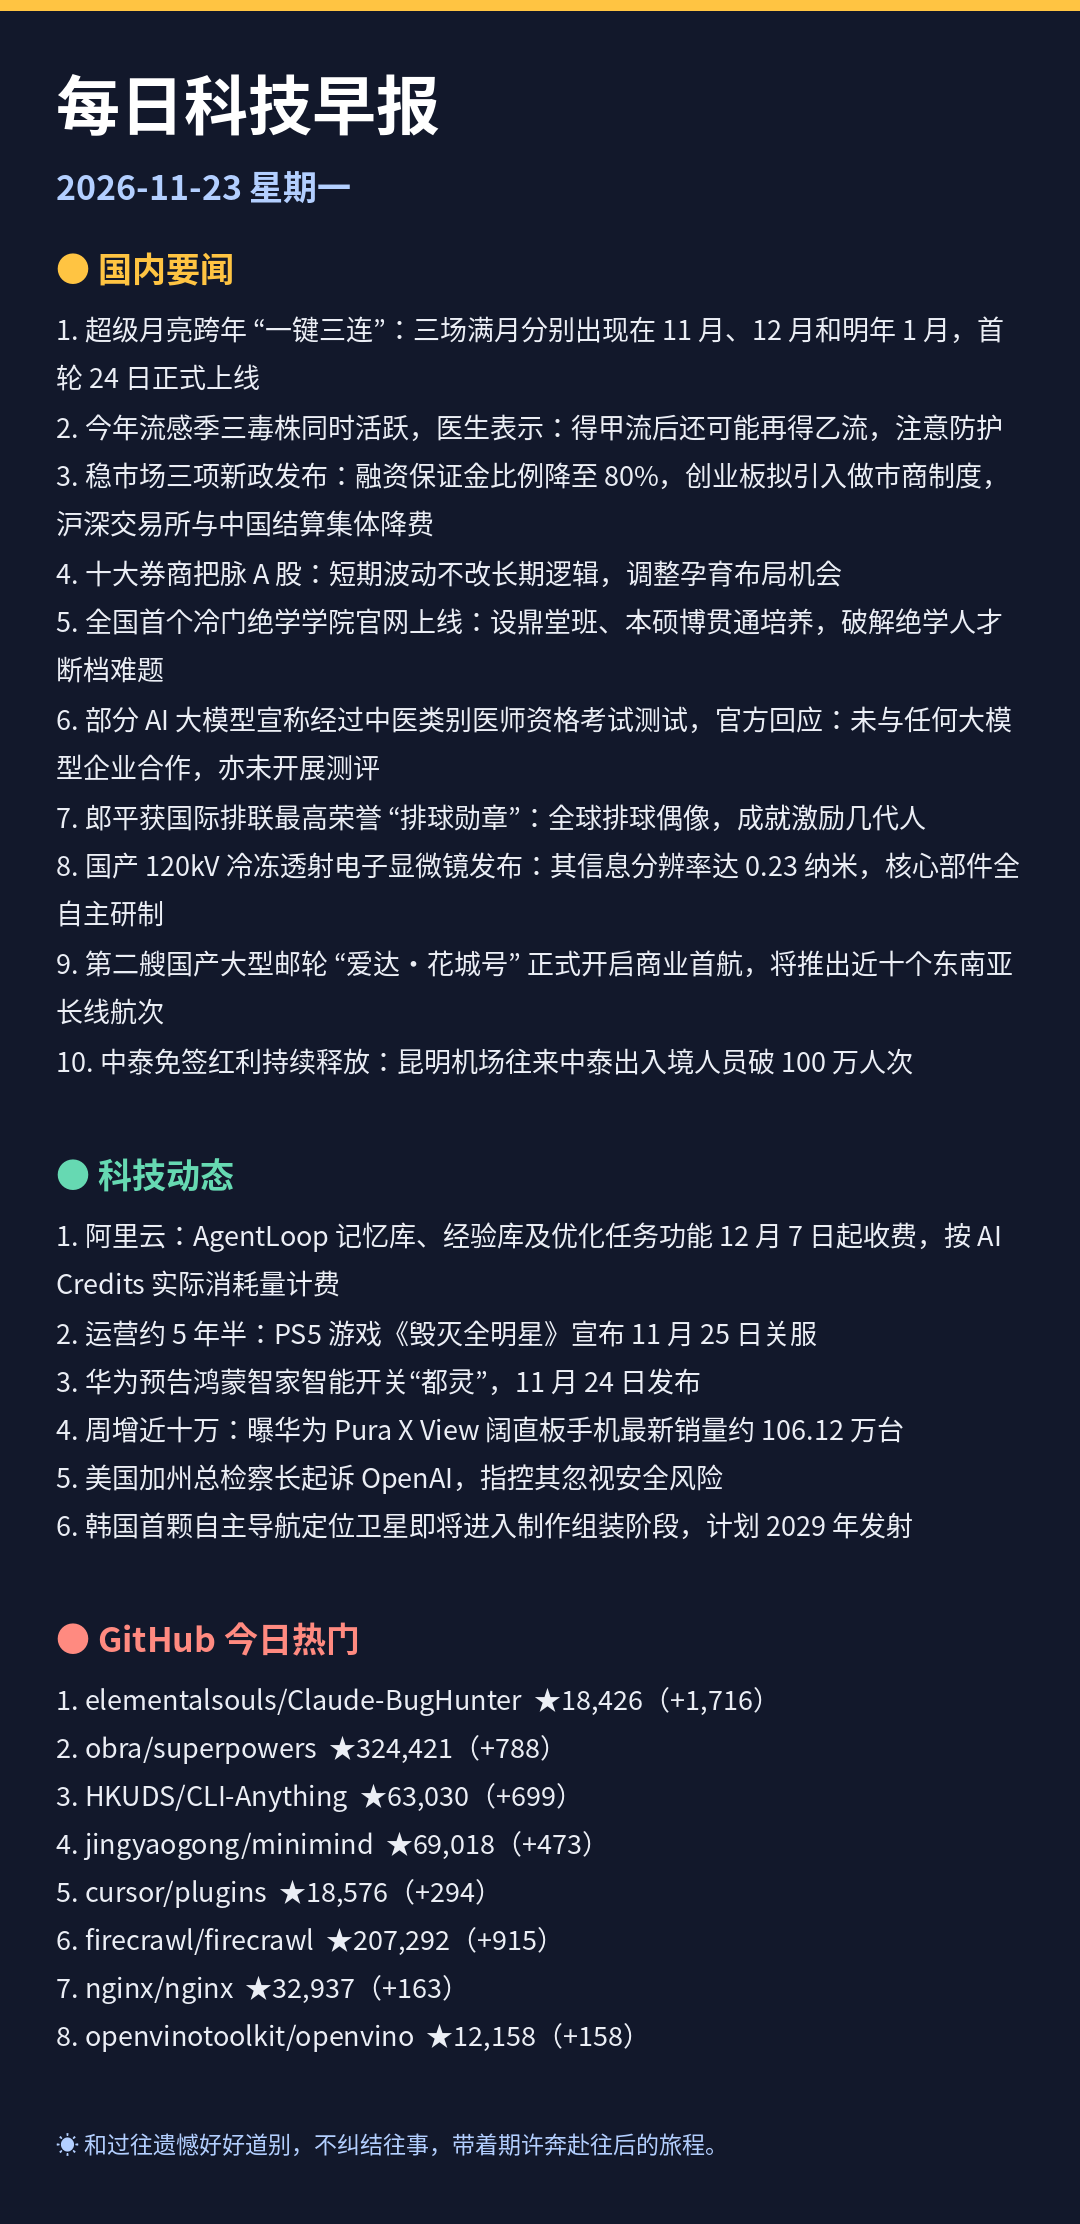 每日科技早报
2026-11-23 星期一
● 国内要闻
1. 超级月亮跨年 “一键三连”：三场满月分别出现在 11 月、12 月和明年 1 月，首
轮 24 日正式上线
2. 今年流感季三毒株同时活跃，医生表示：得甲流后还可能再得乙流，注意防护
3. 稳市场三项新政发布：融资保证金比例降至 80%，创业板拟引入做市商制度，
沪深交易所与中国结算集体降费
4. 十大券商把脉 A 股：短期波动不改长期逻辑，调整孕育布局机会
5. 全国首个冷门绝学学院官网上线：设鼎堂班、本硕博贯通培养，破解绝学人才
断档难题
6. 部分 AI 大模型宣称经过中医类别医师资格考试测试，官方回应：未与任何大模
型企业合作，亦未开展测评
7. 郎平获国际排联最高荣誉 “排球勋章”：全球排球偶像，成就激励几代人
8. 国产 120kV 冷冻透射电子显微镜发布：其信息分辨率达 0.23 纳米，核心部件全
自主研制
9. 第二艘国产大型邮轮 “爱达・花城号” 正式开启商业首航，将推出近十个东南亚
长线航次
10. 中泰免签红利持续释放：昆明机场往来中泰出入境人员破 100 万人次
● 科技动态
1. 阿里云：AgentLoop 记忆库、经验库及优化任务功能 12 月 7 日起收费，按 AI
Credits 实际消耗量计费
2. 运营约 5 年半：PS5 游戏《毁灭全明星》宣布 11 月 25 日关服
3. 华为预告鸿蒙智家智能开关“都灵”，11 月 24 日发布
4. 周增近十万：曝华为 Pura X View 阔直板手机最新销量约 106.12 万台
5. 美国加州总检察长起诉 OpenAI，指控其忽视安全风险
6. 韩国首颗自主导航定位卫星即将进入制作组装阶段，计划 2029 年发射
● GitHub 今日热门
1. elementalsouls/Claude-BugHunter ★18,426（+1,716）
2. obra/superpowers ★324,421（+788）
3. HKUDS/CLI-Anything ★63,030（+699）
4. jingyaogong/minimind ★69,018（+473）
5. cursor/plugins ★18,576（+294）
6. firecrawl/firecrawl ★207,292（+915）
7. nginx/nginx ★32,937（+163）
8. openvinotoolkit/openvino ★12,158（+158）
☀ 和过往遗憾好好道别，不纠结往事，带着期许奔赴往后的旅程。